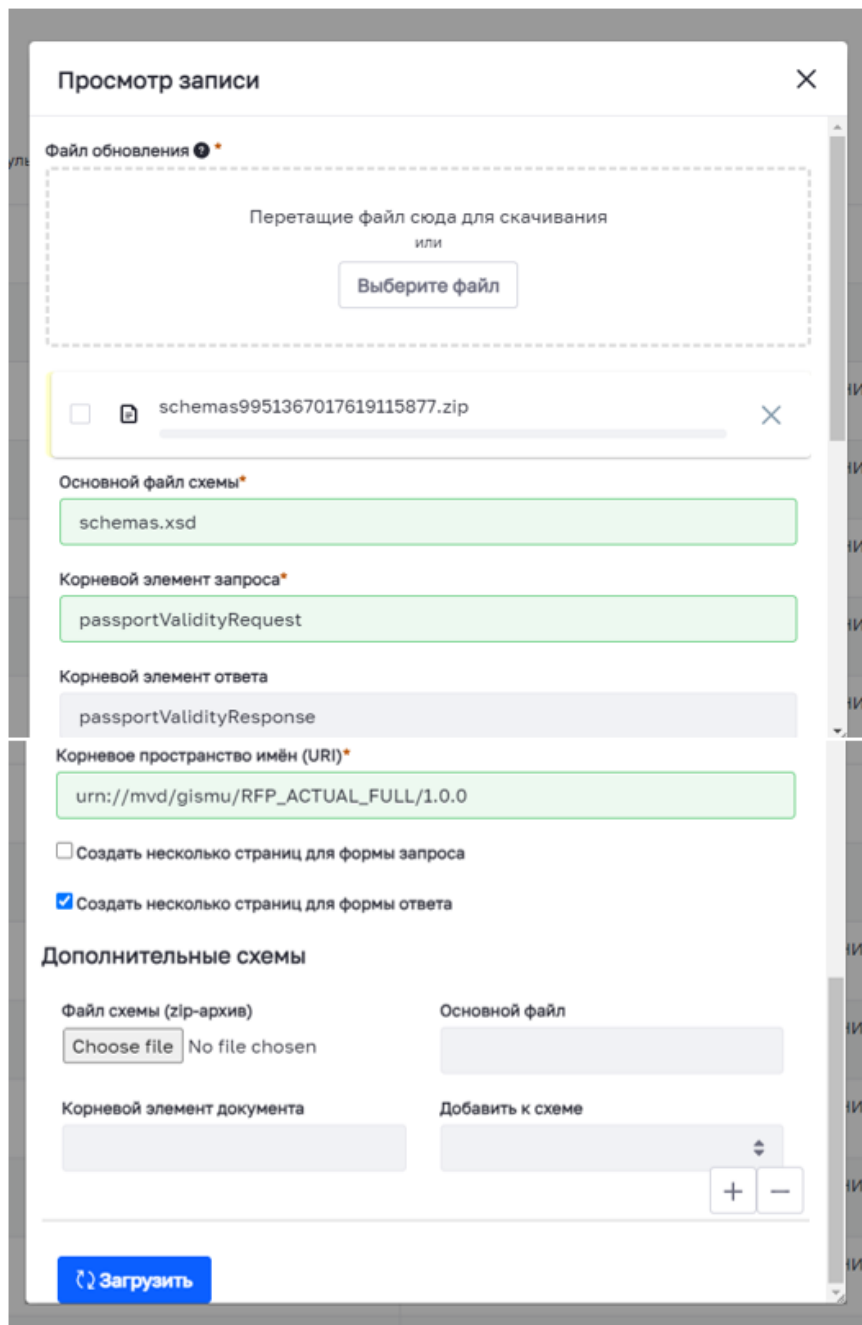 Просмотр записи
Файл обновления *
Перетащие файл сюда для скачивания
или
Выберите файл
schemas9951367017619115877.zip
Основной файл схемы*
schemas.xsd
Корневой элемент запроса*
passportValidityRequest
Корневой элемент ответа
passportValidityResponse
Корневое пространство имён (URI)*
urn://mvd/gismu/RFP_ACTUAL_FULL/1.0.0
Создать несколько страниц для формы запроса
Создать несколько страниц для формы ответа
Дополнительные схемы
Файл схемы (zip-архив) Основной файл
Choose file No file chosen
Корневой элемент документа Добавить к схеме
Загрузить